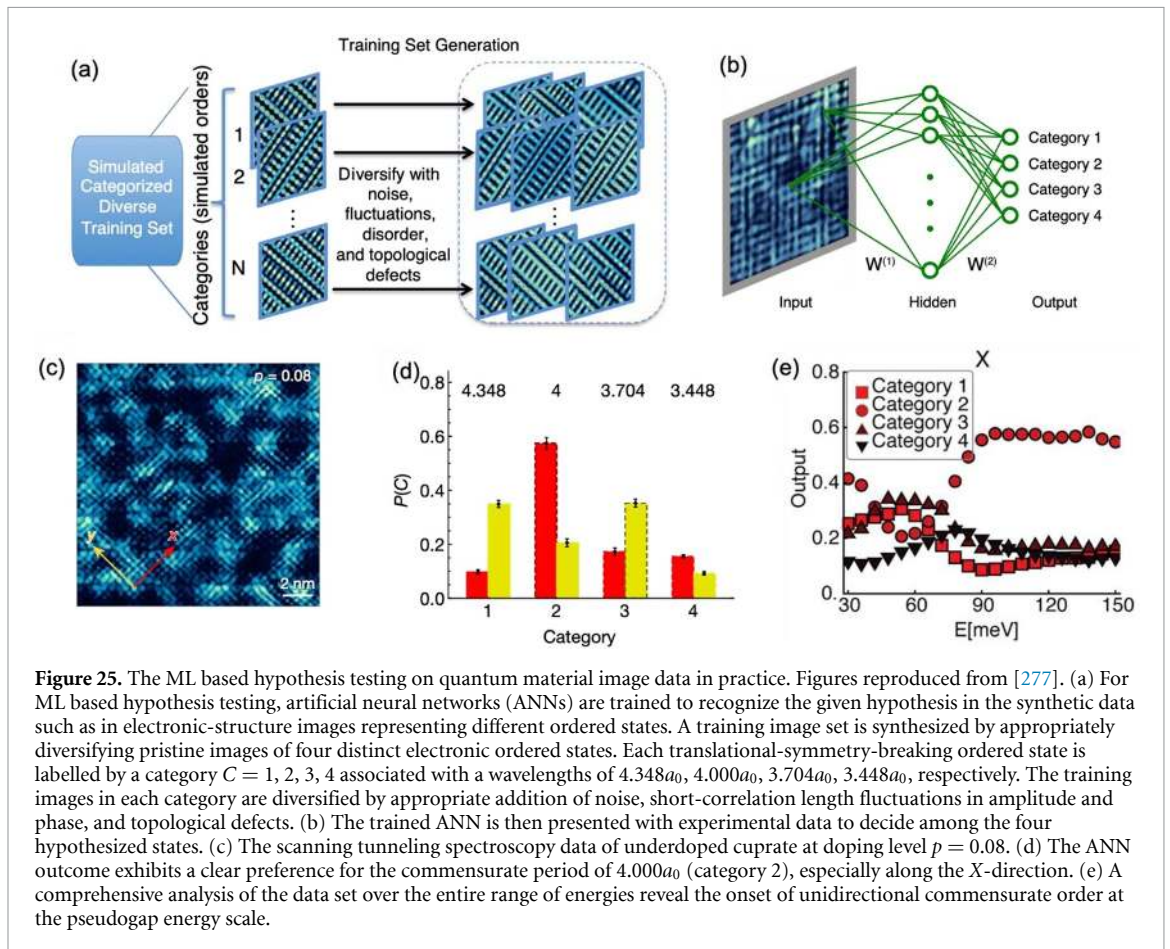 Training Set Generation
(a)
Simulated
Categorized
Diverse
Training Set
Categories (simulated orders)
1
2
⋮
N
Diversify with
noise,
fluctuations,
disorder,
and topological
defects
...
(b)
Category 1
Category 2
Category 3
Category 4
W(1)
W(2)
Input
Hidden
Output
(c)
p = 0.08
y
x
2 nm
(d)
4.348 4 3.704 3.448
0.8
0.6
0.4
0.2
0.0
P(C)
1 2 3 4
Category
(e)
X
Category 1
Category 2
Category 3
Category 4
0.8
0.4
0.2
0.
Output
30 60 90 120 150
E[meV]
Figure 25. The ML based hypothesis testing on quantum material image data in practice. Figures reproduced from [277]. (a) For
ML based hypothesis testing, artificial neural networks (ANNs) are trained to recognize the given hypothesis in the synthetic data
such as in electronic-structure images representing different ordered states. A training image set is synthesized by appropriately
diversifying pristine images of four distinct electronic ordered states. Each translational-symmetry-breaking ordered state is
labelled by a category C = 1, 2, 3, 4 associated with a wavelengths of 4.348a₀, 4.000a₀, 3.704a₀, 3.448a₀, respectively. The training
images in each category are diversified by appropriate addition of noise, short-correlation length fluctuations in amplitude and
phase, and topological defects. (b) The trained ANN is then presented with experimental data to decide among the four
hypothesized states. (c) The scanning tunneling spectroscopy data of underdoped cuprate at doping level p = 0.08. (d) The ANN
outcome exhibits a clear preference for the commensurate period of 4.000a₀ (category 2), especially along the X-direction. (e) A
comprehensive analysis of the data set over the entire range of energies reveal the onset of unidirectional commensurate order at
the pseudogap energy scale.